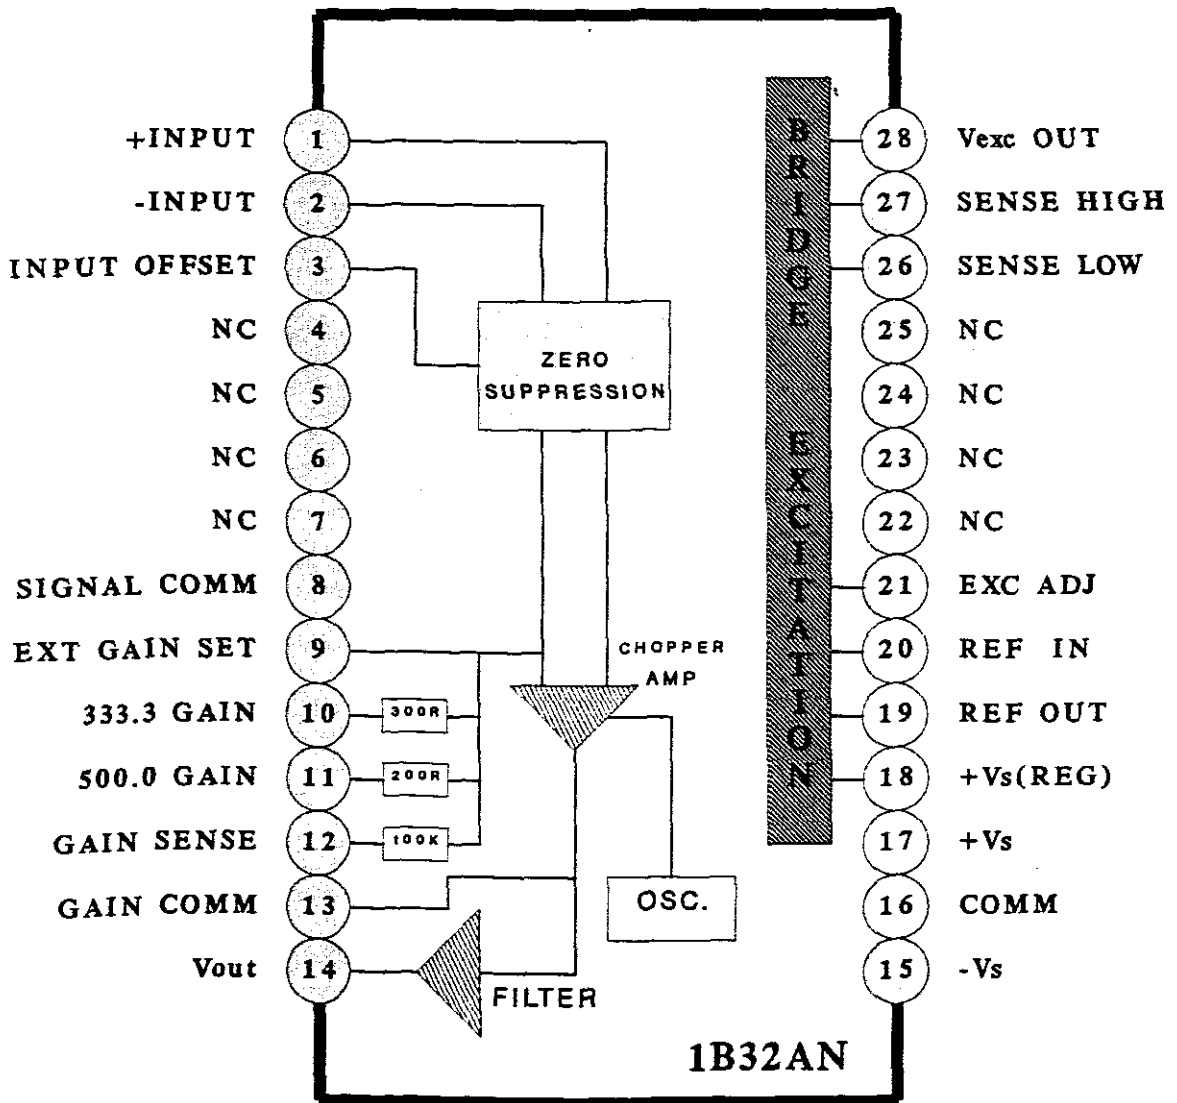 +INPUT 1
-INPUT 2
INPUT OFFSET 3
NC 4
NC 5
NC 6
NC 7
SIGNAL COMM 8
EXT GAIN SET 9
333.3 GAIN 10
500.0 GAIN 11
GAIN SENSE 12
GAIN COMM 13
Vout 14
ZERO
SUPPRESSION
CHOPPER
AMP
300R
200R
100K
OSC.
FILTER
BRIDGE EXCITATION
28 Vexc OUT
27 SENSE HIGH
26 SENSE LOW
25 NC
24 NC
23 NC
22 NC
21 EXC ADJ
20 REF IN
19 REF OUT
18 +Vs(REG)
17 +Vs
16 COMM
15 -Vs
1B32AN